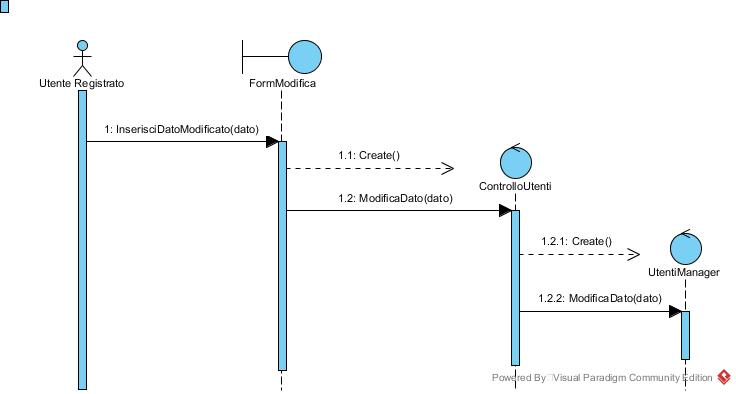 Utente Registrato
FormModifica
1: InserisciDatoModificato(dato)
1.1: Create()
ControlloUtenti
1.2: ModificaDato(dato)
1.2.1: Create()
UtentiManager
1.2.2: ModificaDato(dato)
Powered By Visual Paradigm Community Edition